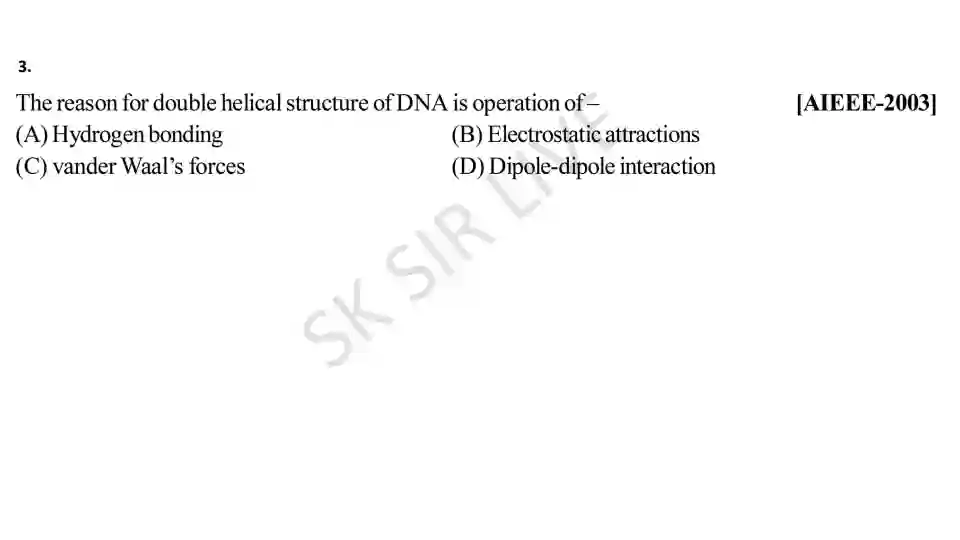 3.
The reason for double helical structure of DNA is operation of – [AIEEE-2003]
(A) Hydrogen bonding (B) Electrostatic attractions
(C) vander Waal’s forces (D) Dipole-dipole interaction
SK SIR LIVE